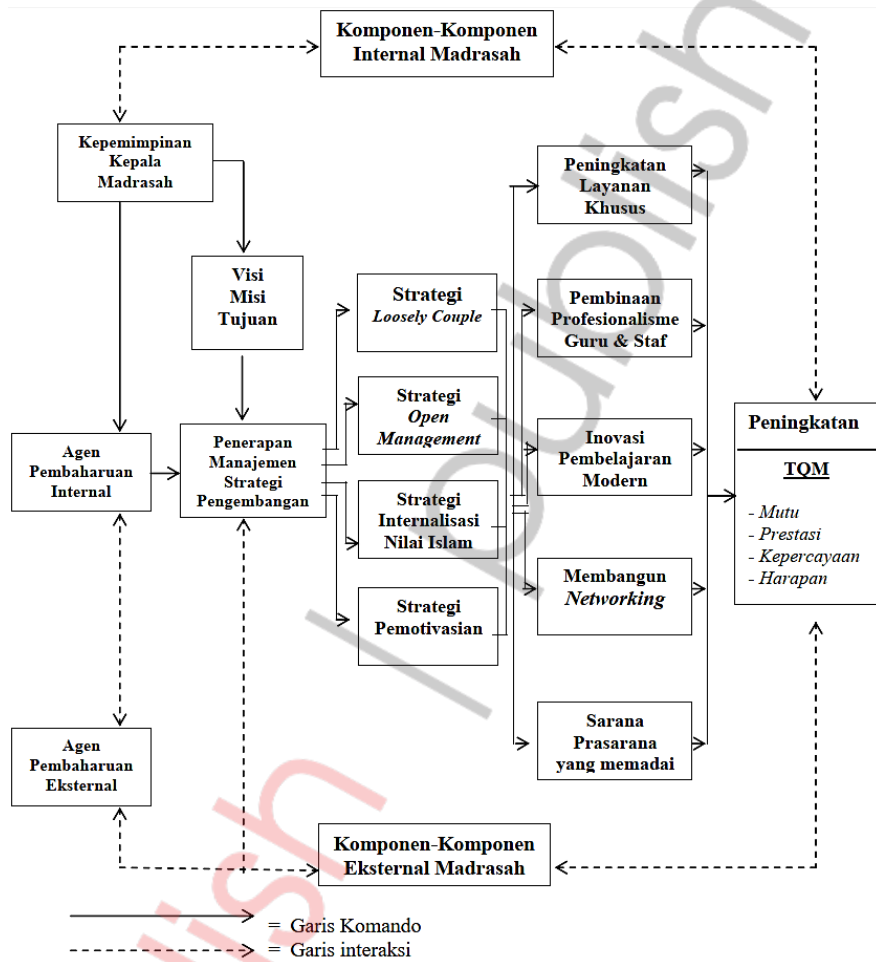 Komponen-Komponen
Internal Madrasah
Kepemimpinan
Kepala
Madrasah
Visi
Misi
Tujuan
Agen
Pembaharuan
Internal
Penerapan
Manajemen
Strategi
Pengembangan
Agen
Pembaharuan
Eksternal
Strategi
Loosely Couple
Strategi
Open
Management
Strategi
Internalisasi
Nilai Islam
Strategi
Pemotivasian
Peningkatan
Layanan
Khusus
Pembinaan
Profesionalisme
Guru & Staf
Inovasi
Pembelajaran
Modern
Membangun
Networking
Sarana
Prasarana
yang memadai
Peningkatan
TQM
- Mutu
- Prestasi
- Kepercayaan
- Harapan
Komponen-Komponen
Eksternal Madrasah
= Garis Komando
= Garis interaksi
publish
lish